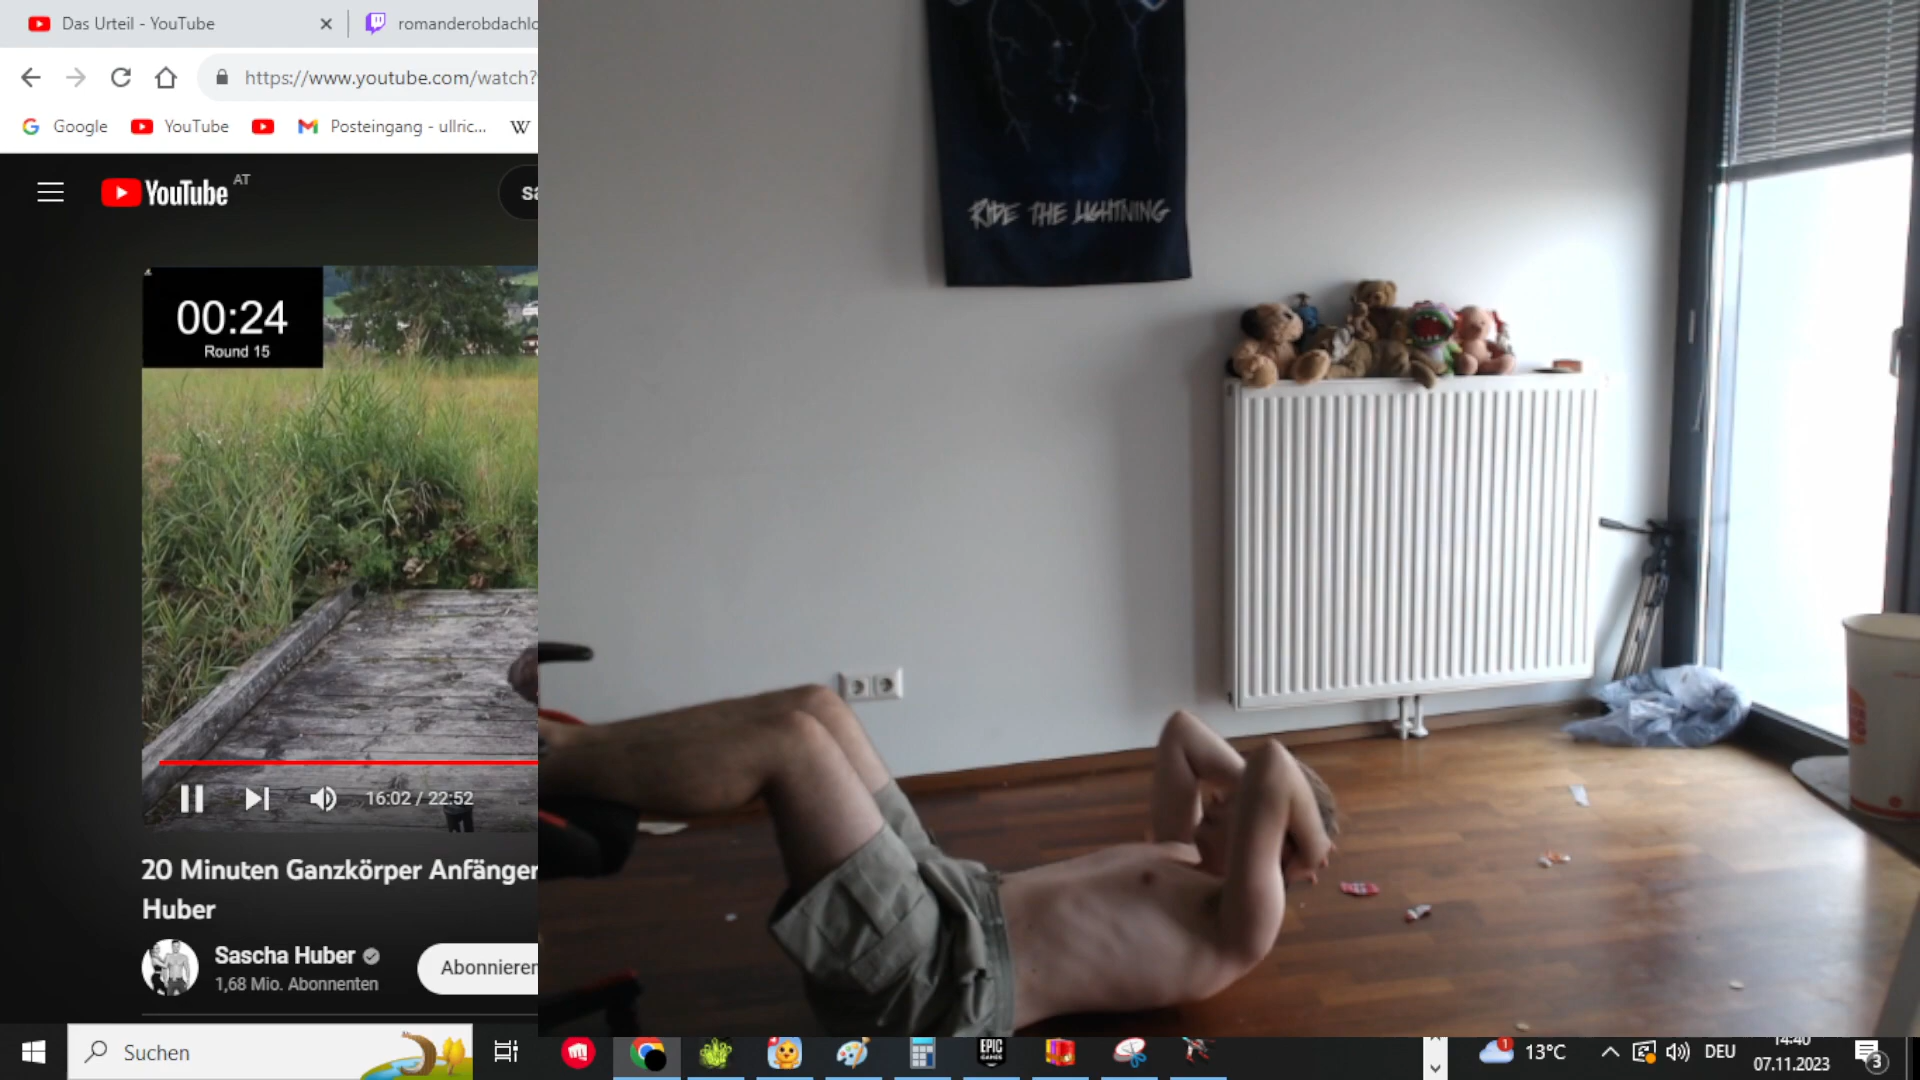 Das Urteil - YouTube
romanderobdachlo
https://www.youtube.com/watch?
Google
YouTube
Posteingang - ullric...
W
YouTube AT
sa
00:24
Round 15
16:02 / 22:52
20 Minuten Ganzkörper Anfänger
Huber
Sascha Huber
1,68 Mio. Abonnenten
Abonnieren
RIDE THE LIGHTNING
Suchen
EPIC
GAMES
1
13°C
DEU
14:40
07.11.2023
3